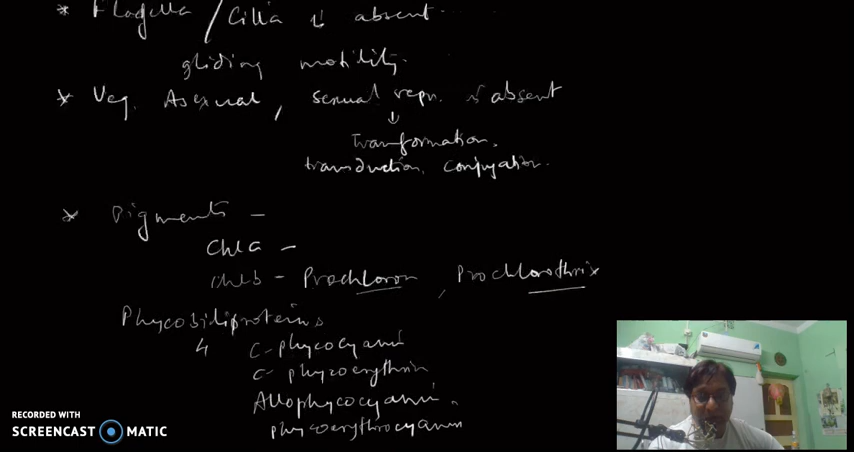 * Flagella / Cilia is absent
gliding motility.
* Veg. Asexual, sexual repn. is absent
↓
Transformation,
transduction, conjugation.
* Pigments -
Chl a -
Chl b - Prochloron, Prochlorothrix
Phycobiliproteins
4 C-phycocyanin
C-phycoerythrin
Allophycocyanin.
phycoerythrocyanin
RECORDED WITH
SCREENCAST MATIC